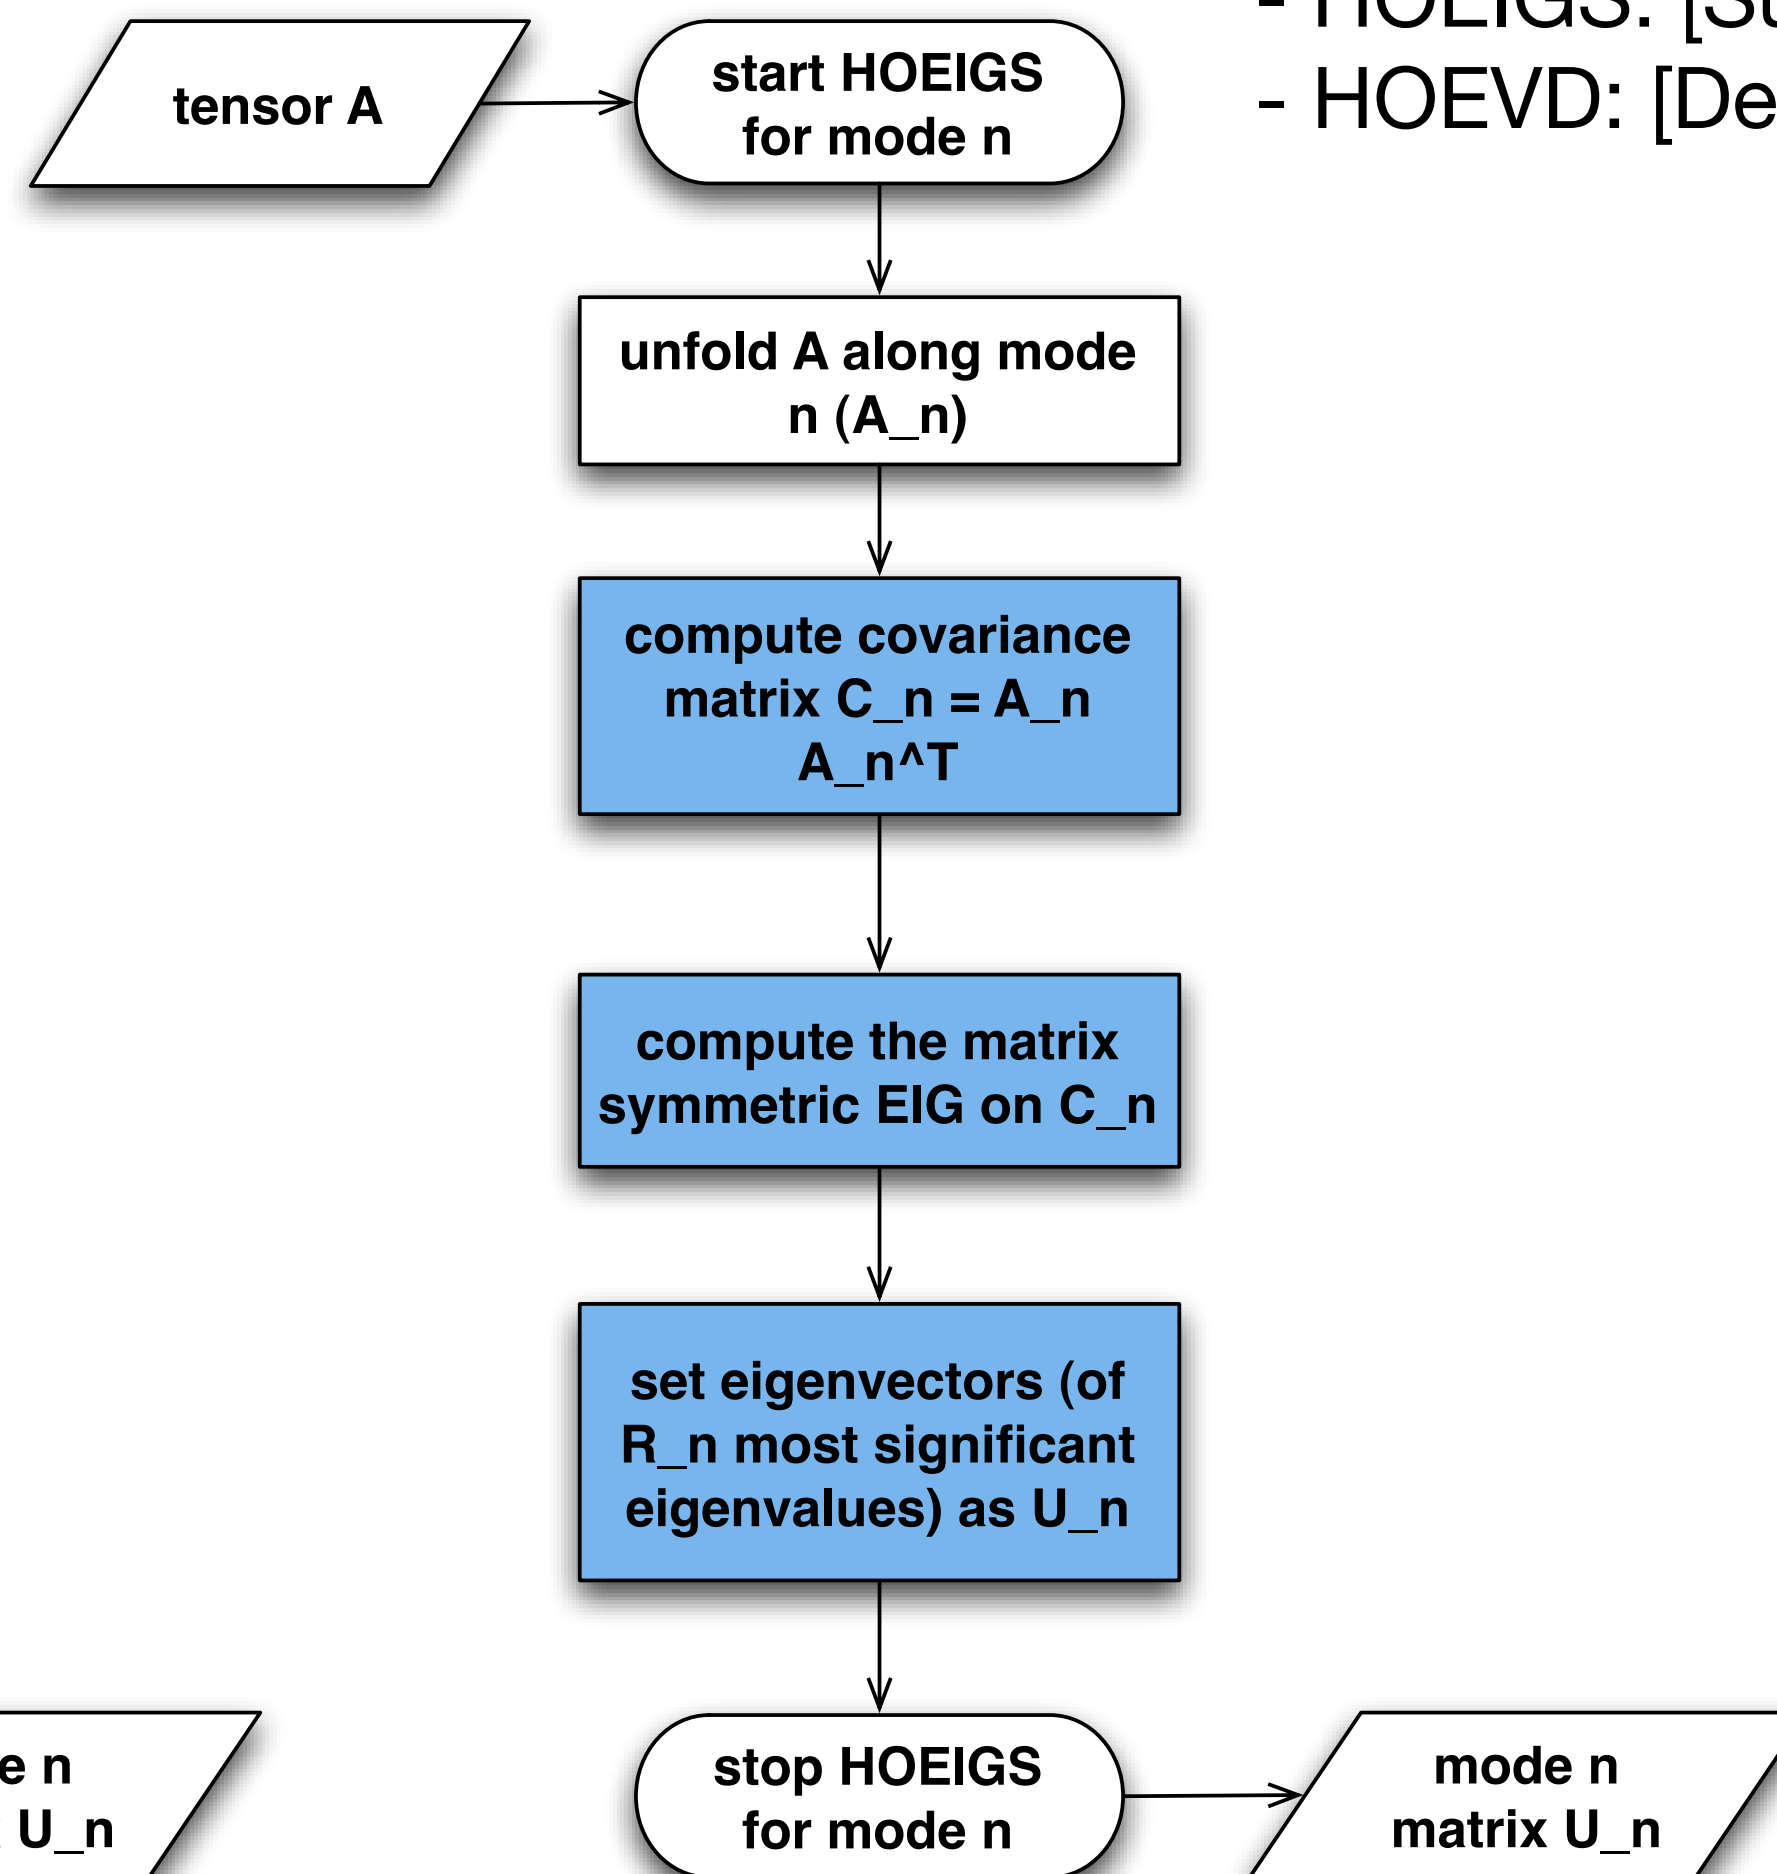 - HOEIGS: [Su
- HOEVD: [De
tensor A
start HOEIGS
for mode n
unfold A along mode
n (A_n)
compute covariance
matrix C_n = A_n
A_n^T
compute the matrix
symmetric EIG on C_n
set eigenvectors (of
R_n most significant
eigenvalues) as U_n
e n
U_n
stop HOEIGS
for mode n
mode n
matrix U_n